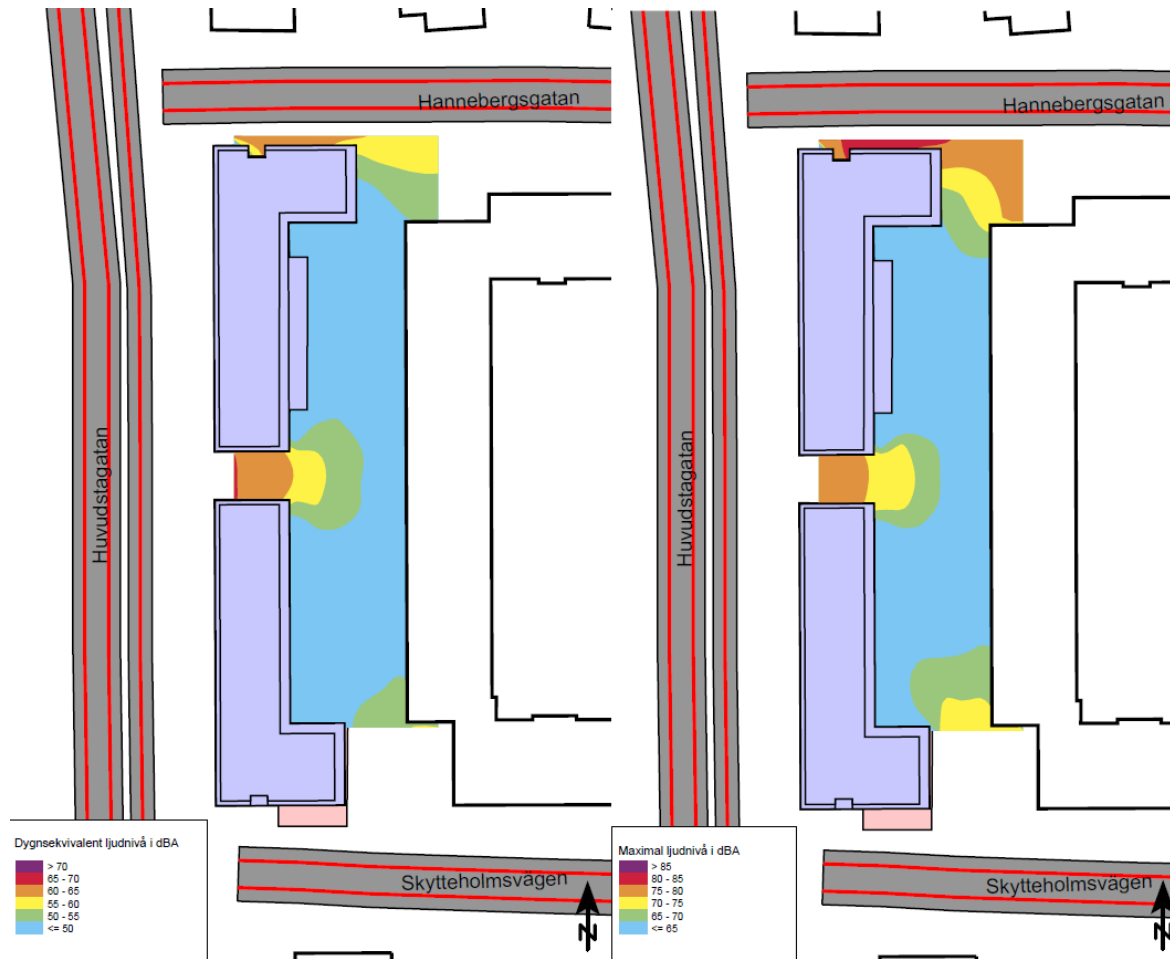 Hannebergsgatan
Huvudstagatan
Skytteholmsvägen
N
Dygnsekvivalent ljudnivå i dBA
> 70
65 - 70
60 - 65
55 - 60
50 - 55
<= 50
Hannebergsgatan
Huvudstagatan
Skytteholmsvägen
N
Maximal ljudnivå i dBA
> 85
80 - 85
75 - 80
70 - 75
65 - 70
<= 65